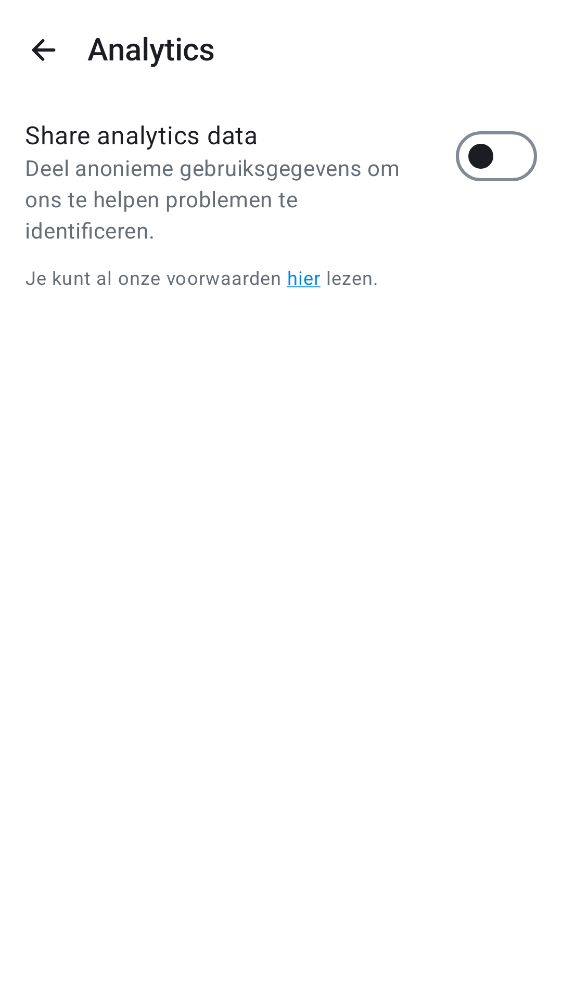 Analytics
Share analytics data
Deel anonieme gebruiksgegevens om
ons te helpen problemen te
identificeren.
Je kunt al onze voorwaarden hier lezen.